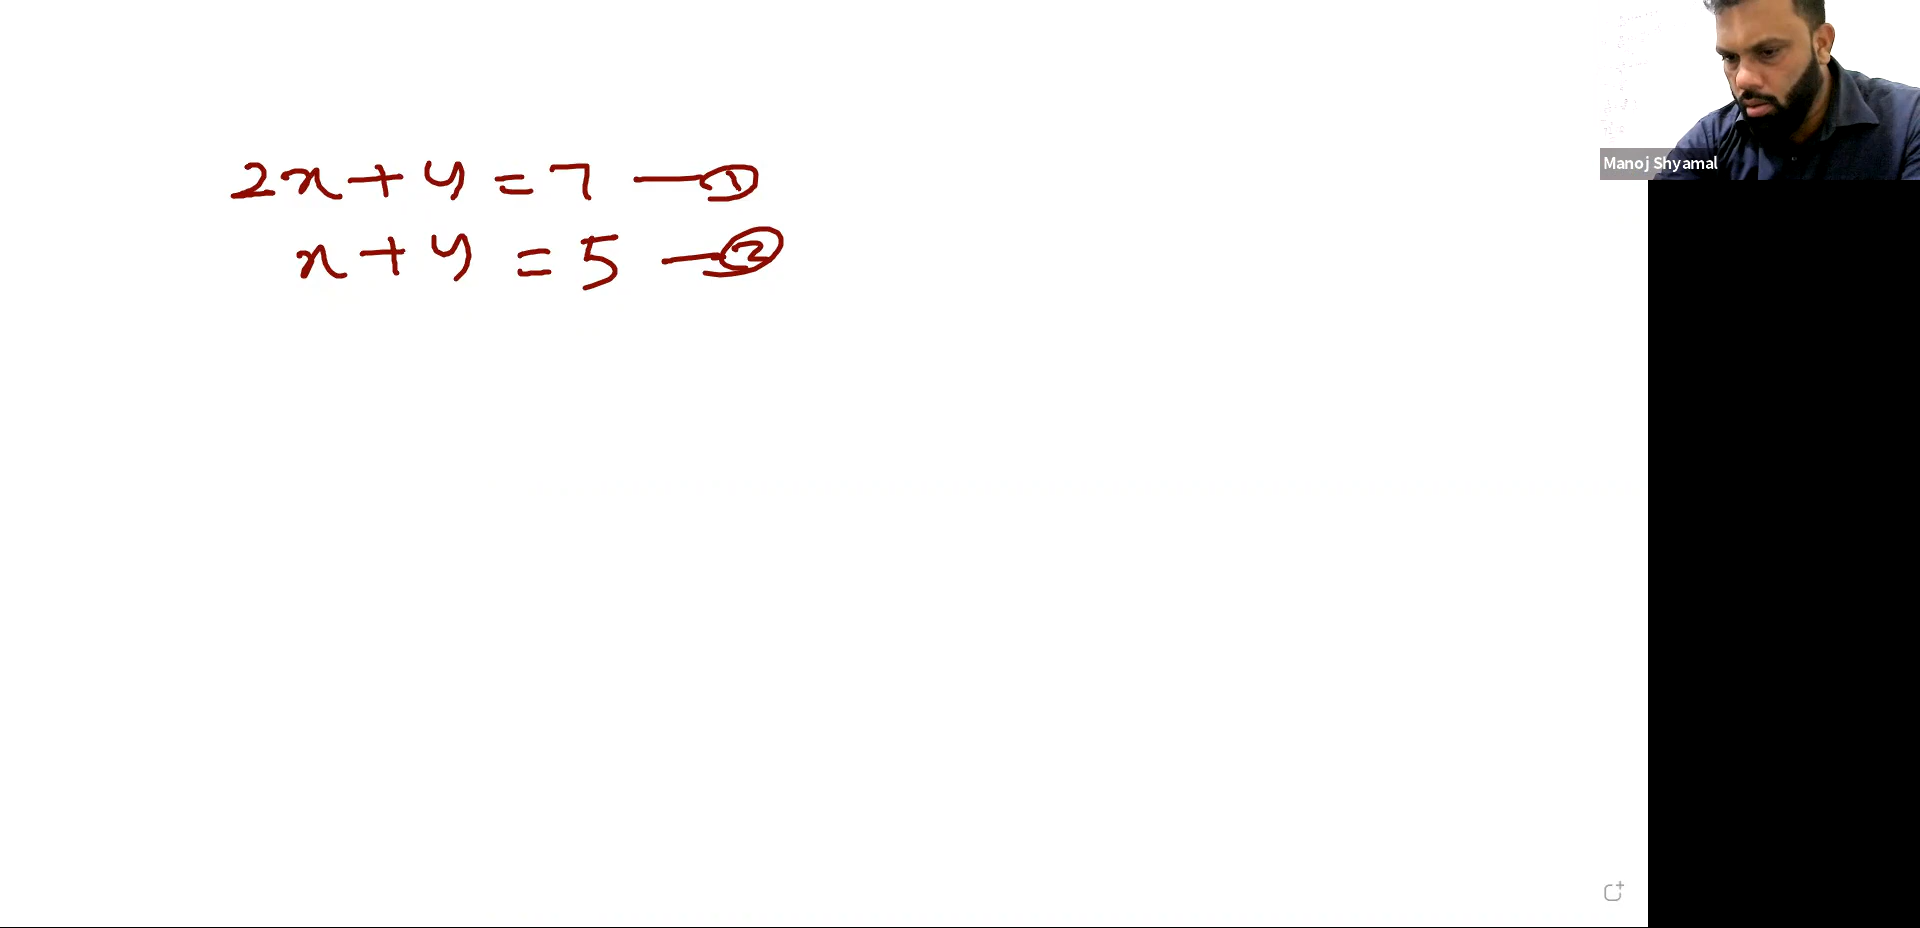 2x + y = 7 — ①
x + y = 5 — ②
Manoj Shyamal